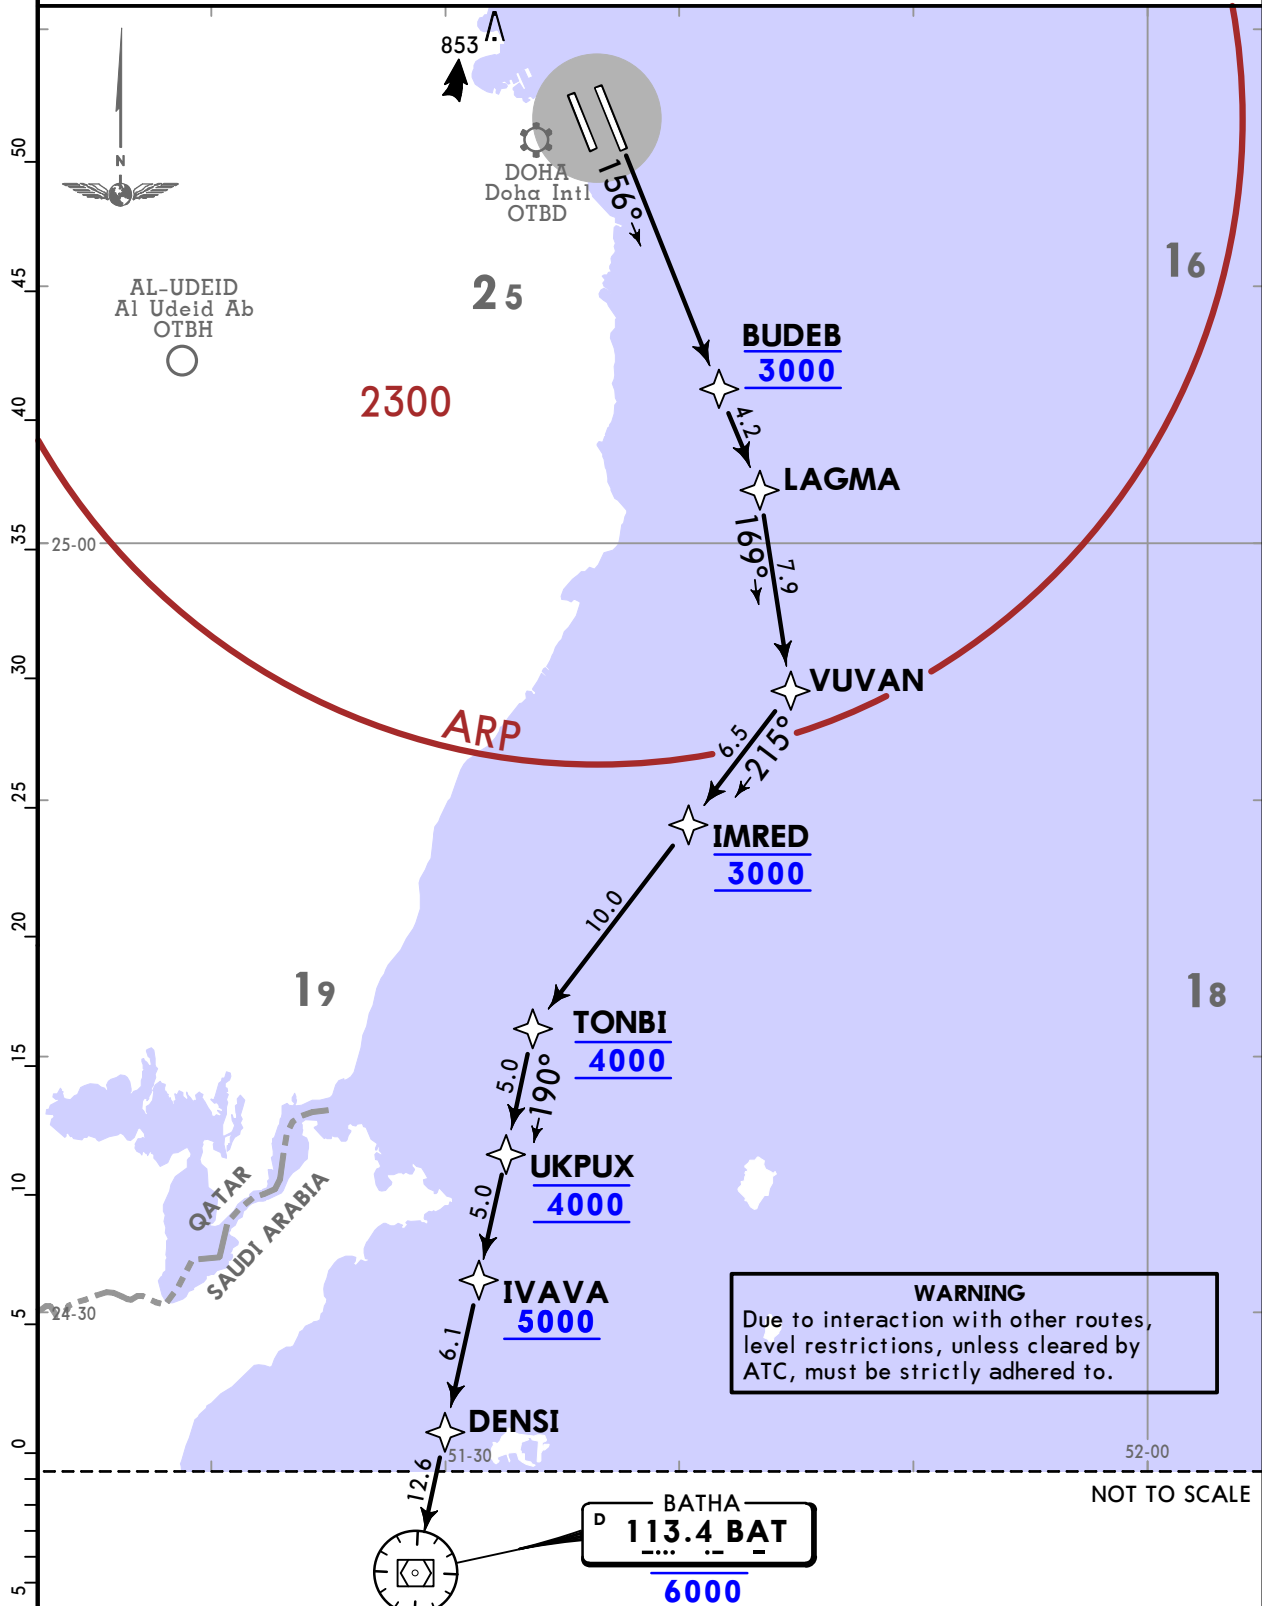 853
N
50
DOHA
Doha Intl
OTBD
156°
16
45
AL-UDEID
Al Udeid Ab
OTBH
25
BUDEB
3000
40
2300
4.2
LAGMA
35
25-00
169°
7.9
30
VUVAN
ARP
6.5
215°
25
IMRED
3000
10.0
20
19
18
TONBI
4000
15
5.0
190°
UKPUX
4000
10
QATAR
SAUDI ARABIA
5.0
IVAVA
5000
WARNING
Due to interaction with other routes,
level restrictions, unless cleared by
ATC, must be strictly adhered to.
5
24-30
6.1
DENSI
0
51-30
52-00
12.6
NOT TO SCALE
BATHA
D 113.4 BAT
6000
5